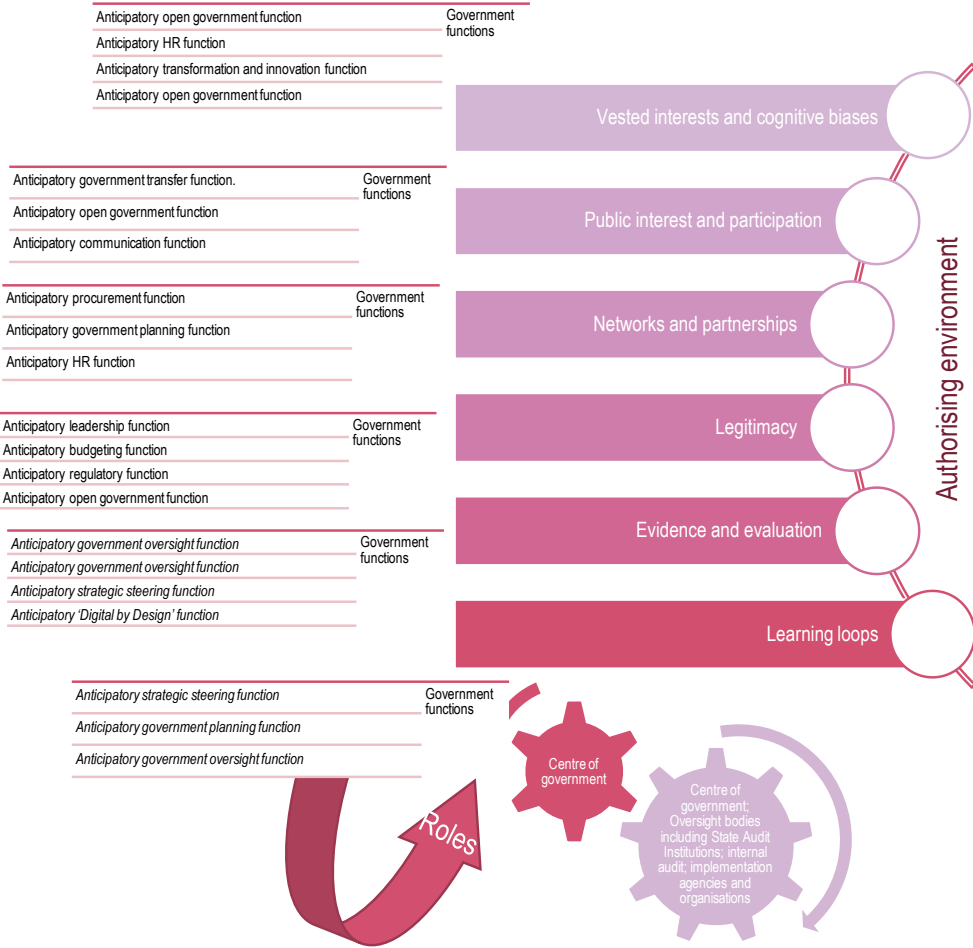 Anticipatory open government function
Government
functions
Anticipatory HR function
Anticipatory transformation and innovation function
Anticipatory open government function
Vested interests and cognitive biases
Anticipatory government transfer function.
Government
functions
Anticipatory open government function
Anticipatory communication function
Public interest and participation
Anticipatory procurement function
Government
functions
Anticipatory government planning function
Anticipatory HR function
Networks and partnerships
Anticipatory leadership function
Government
functions
Anticipatory budgeting function
Anticipatory regulatory function
Anticipatory open government function
Legitimacy
Anticipatory government oversight function
Government
functions
Anticipatory government oversight function
Anticipatory strategic steering function
Anticipatory ‘Digital by Design’ function
Evidence and evaluation
Learning loops
Authorising environment
Anticipatory strategic steering function
Government
functions
Anticipatory government planning function
Anticipatory government oversight function
Roles
Centre of
government
Centre of
government;
Oversight bodies
including State Audit
Institutions; internal
audit; implementation
agencies and
organisations